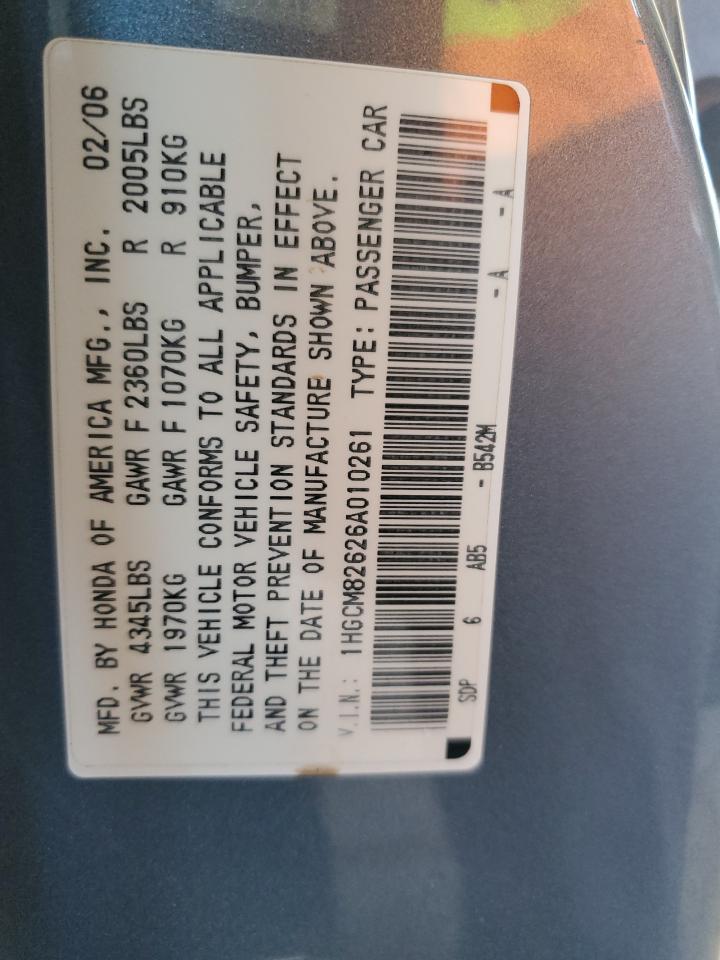 MFD. BY HONDA OF AMERICA MFG., INC. 02/06
GVWR 4345LBS GAWR F 2360LBS R 2005LBS
GVWR 1970KG GAWR F 1070KG R 910KG
THIS VEHICLE CONFORMS TO ALL APPLICABLE
FEDERAL MOTOR VEHICLE SAFETY, BUMPER,
AND THEFT PREVENTION STANDARDS IN EFFECT
ON THE DATE OF MANUFACTURE SHOWN ABOVE.
V.I.N.: 1HGCM82626A010261 TYPE: PASSENGER CAR
SDP 6 AB5 - B542M - A - A